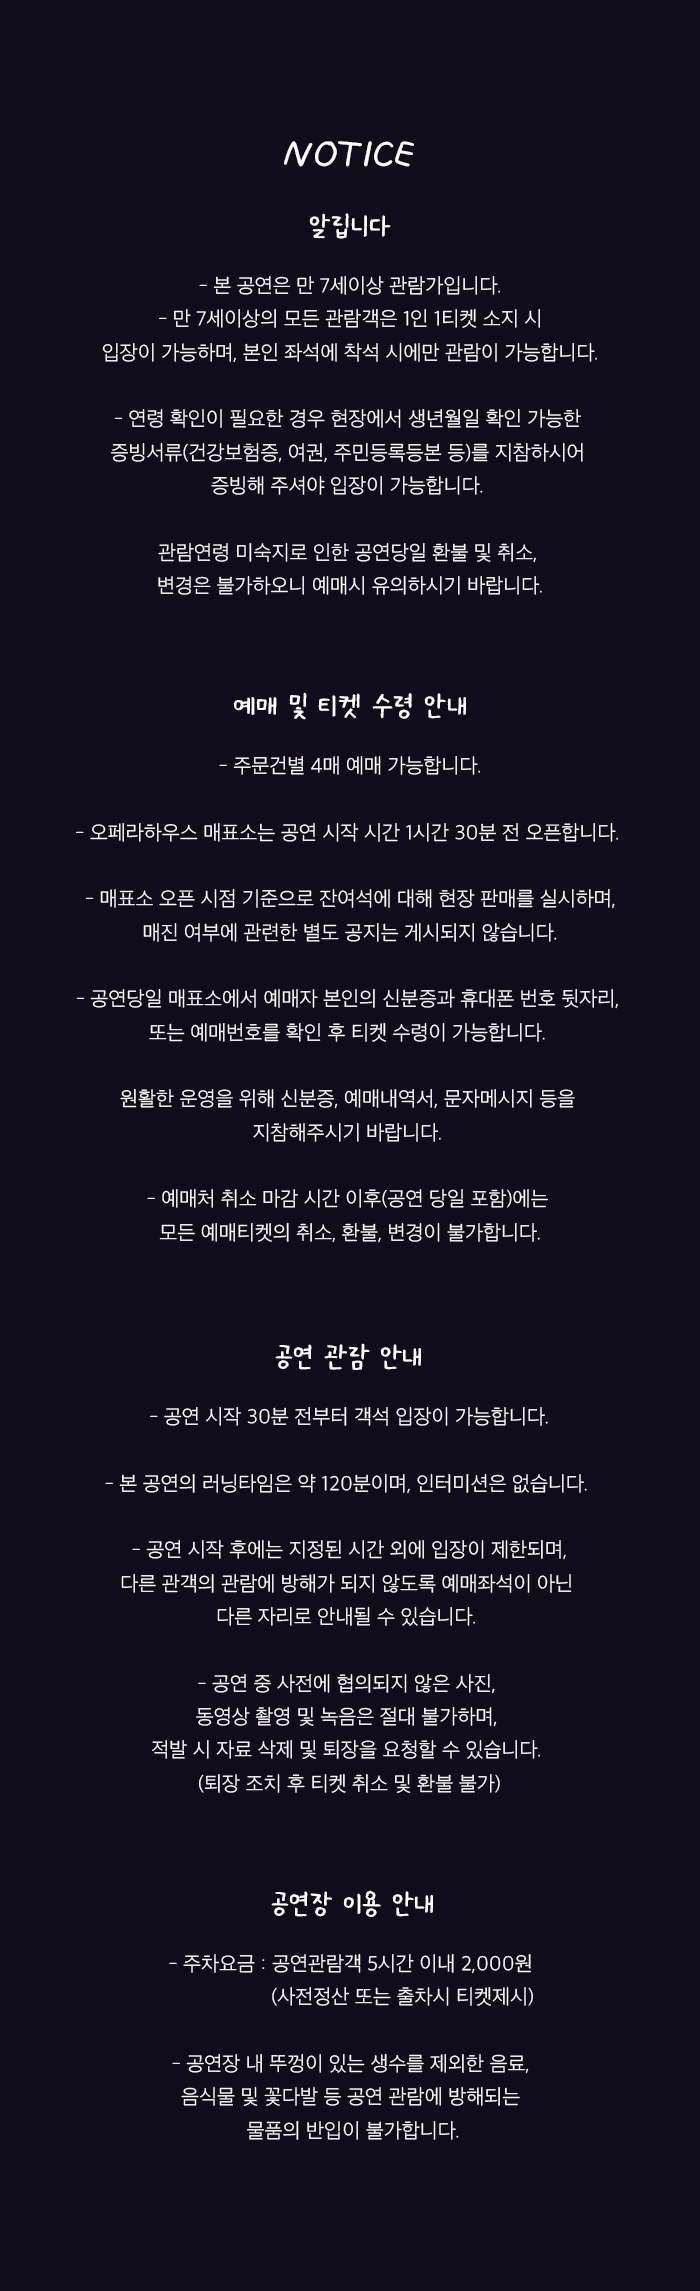 NOTICE
알립니다
- 본 공연은 만 7세이상 관람가입니다.
- 만 7세이상의 모든 관람객은 1인 1티켓 소지 시
입장이 가능하며, 본인 좌석에 착석 시에만 관람이 가능합니다.
- 연령 확인이 필요한 경우 현장에서 생년월일 확인 가능한
증빙서류(건강보험증, 여권, 주민등록등본 등)를 지참하시어
증빙해 주셔야 입장이 가능합니다.
관람연령 미숙지로 인한 공연당일 환불 및 취소,
변경은 불가하오니 예매시 유의하시기 바랍니다.
예매 및 티켓 수령 안내
- 주문건별 4매 예매 가능합니다.
- 오페라하우스 매표소는 공연 시작 시간 1시간 30분 전 오픈합니다.
- 매표소 오픈 시점 기준으로 잔여석에 대해 현장 판매를 실시하며,
매진 여부에 관련한 별도 공지는 게시되지 않습니다.
- 공연당일 매표소에서 예매자 본인의 신분증과 휴대폰 번호 뒷자리,
또는 예매번호를 확인 후 티켓 수령이 가능합니다.
원활한 운영을 위해 신분증, 예매내역서, 문자메시지 등을
지참해주시기 바랍니다.
- 예매처 취소 마감 시간 이후(공연 당일 포함)에는
모든 예매티켓의 취소, 환불, 변경이 불가합니다.
공연 관람 안내
- 공연 시작 30분 전부터 객석 입장이 가능합니다.
- 본 공연의 러닝타임은 약 120분이며, 인터미션은 없습니다.
- 공연 시작 후에는 지정된 시간 외에 입장이 제한되며,
다른 관객의 관람에 방해가 되지 않도록 예매좌석이 아닌
다른 자리로 안내될 수 있습니다.
- 공연 중 사전에 협의되지 않은 사진,
동영상 촬영 및 녹음은 절대 불가하며,
적발 시 자료 삭제 및 퇴장을 요청할 수 있습니다.
(퇴장 조치 후 티켓 취소 및 환불 불가)
공연장 이용 안내
- 주차요금 : 공연관람객 5시간 이내 2,000원
(사전정산 또는 출차시 티켓제시)
- 공연장 내 뚜껑이 있는 생수를 제외한 음료,
음식물 및 꽃다발 등 공연 관람에 방해되는
물품의 반입이 불가합니다.